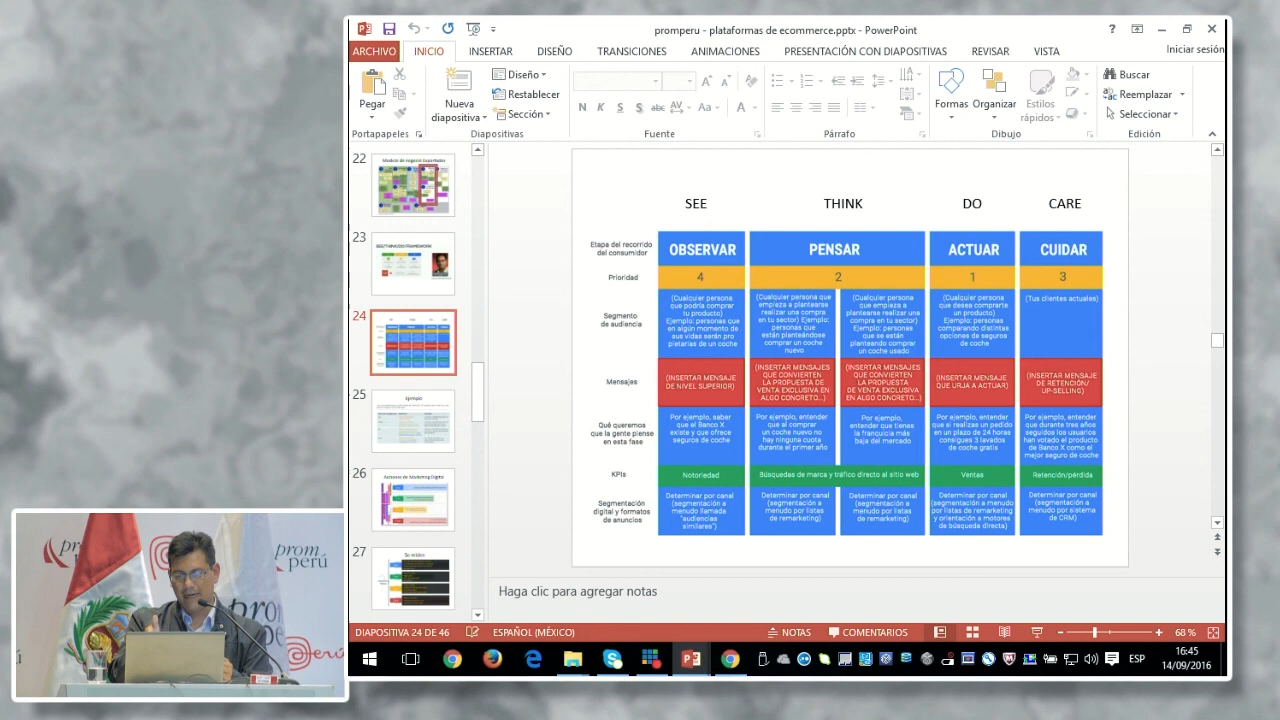 promperu - plataformas de ecommerce.pptx - PowerPoint
ARCHIVO INICIO INSERTAR DISEÑO TRANSICIONES ANIMACIONES PRESENTACIÓN CON DIAPOSITIVAS REVISAR VISTA Iniciar sesión
Pegar
Nueva
diapositiva
Diseño
Restablecer
Sección
Formas
Organizar
Estilos
rápidos
Buscar
Reemplazar
Seleccionar
Portapapeles Diapositivas Fuente Párrafo Dibujo Edición
22
Modelo de negocio Exportador
23
SEE/THINK/DO FRAMEWORK
24
25
Ejemplo
26
Acciones de Marketing Digital
27
SEE THINK DO CARE
Etapa del recorrido
del consumidor
OBSERVAR PENSAR ACTUAR CUIDAR
Prioridad 4 2 1 3
Segmento
de audiencia
(Cualquier persona
que podría comprar
tu producto)
Ejemplo: personas que
en algún momento de
sus vidas serán pro
pietarias de un coche
(Cualquier persona que
empieza a plantearse
realizar una compra
en tu sector) Ejemplo:
personas que
están planteándose
comprar un coche
nuevo
(Cualquier persona que
empieza a
plantearse realizar una
compra en tu sector)
Ejemplo: personas
que se están
planteando comprar
un coche usado
(Cualquier persona
que desea comprarte
un producto)
Ejemplo: personas
comparando distintas
opciones de seguros
de coche
(Tus clientes actuales)
Mensajes
(INSERTAR MENSAJE
DE NIVEL SUPERIOR)
(INSERTAR MENSAJES
QUE CONVIERTEN
LA PROPUESTA DE
VENTA EXCLUSIVA EN
ALGO CONCRETO...)
(INSERTAR MENSAJES
QUE CONVIERTEN
LA PROPUESTA
DE VENTA EXCLUSIVA
EN ALGO CONCRETO...)
(INSERTAR MENSAJE
QUE URJA A ACTUAR)
(INSERTAR MENSAJE
DE RETENCIÓN/
UP-SELLING)
Qué queremos
que la gente piense
en esta fase
Por ejemplo, saber
que el Banco X
existe y que ofrece
seguros de coche
Por ejemplo, entender
que al comprar
un coche nuevo no
hay ninguna cuota
durante el primer año
Por ejemplo,
entender que tienes
la franquicia más
baja del mercado
Por ejemplo, entender
que si realizas un pedido
en un plazo de 24 horas
consigues 3 lavados
de coche gratis
Por ejemplo, entender
que durante tres años
seguidos los usuarios
han votado el producto
de Banco X como el
mejor seguro de coche
KPIs Notoriedad Búsquedas de marca y tráfico directo al sitio web Ventas Retención/pérdida
Segmentación
digital y formatos
de anuncios
Determinar por canal
(segmentación a
menudo llamada
"audiencias
similares")
Determinar por canal
(segmentación a
menudo por listas
de remarketing)
Determinar por canal
(segmentación a
menudo por listas
de remarketing)
Determinar por canal
(segmentación a menudo
por listas de remarketing
y orientación a motores
de búsqueda directa)
Determinar por canal
(segmentación a
menudo por sistema
de CRM)
Haga clic para agregar notas
DIAPOSITIVA 24 DE 46 ESPAÑOL (MÉXICO) NOTAS COMENTARIOS 68 %
ESP
16:45
14/09/2016
prom
perú